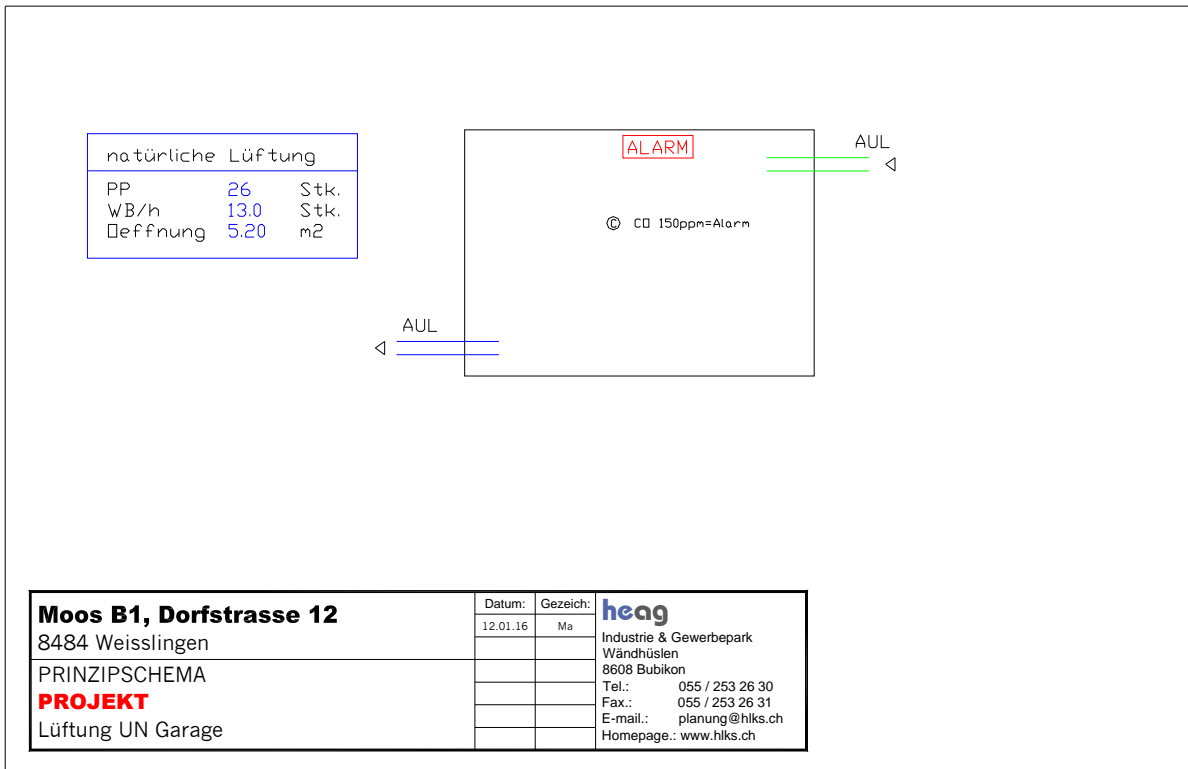 natürliche Lüftung
PP 26 Stk.
WB/h 13.0 Stk.
Oeffnung 5.20 m2
ALARM
AUL
© CO 150ppm=Alarm
AUL
Moos B1, Dorfstrasse 12
8484 Weisslingen
PRINZIPSCHEMA
PROJEKT
Lüftung UN Garage
Datum: Gezeich:
12.01.16 Ma
heag
Industrie & Gewerbepark
Wändhüslen
8608 Bubikon
Tel.: 055 / 253 26 30
Fax.: 055 / 253 26 31
E-mail.: planung@hlks.ch
Homepage.: www.hlks.ch